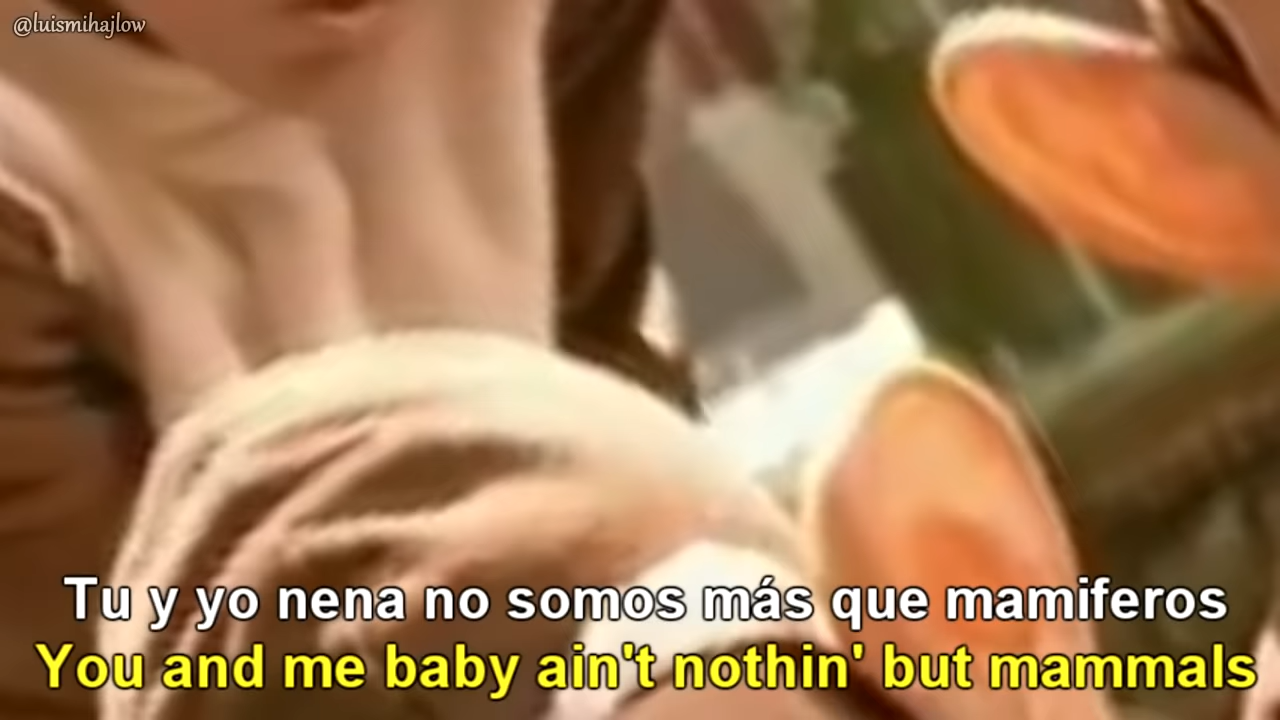 @luismihajlow
Tu y yo nena no somos más que mamiferos
You and me baby ain't nothin' but mammals